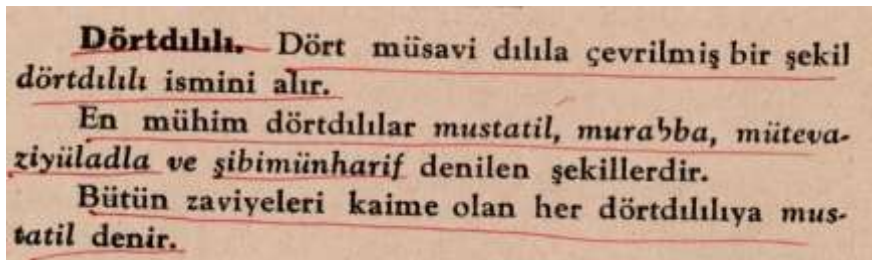 Dörtdılılı. Dört müsavi dılıla çevrilmiş bir şekil
dörtdılılı ismini alır.
En mühim dörtdılılar mustatil, murabba, müteva-
ziyüladla ve şibimünharif denilen şekillerdir.
Bütün zaviyeleri kaime olan her dörtdılılıya mus-
tatil denir.